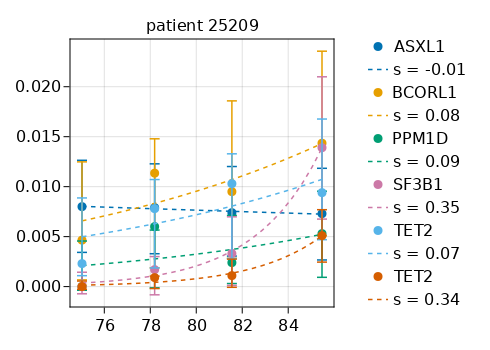 patient 25209
0.020
0.015
0.010
0.005
0.000
76
78
80
82
84
ASXL1
s = -0.01
BCORL1
s = 0.08
PPM1D
s = 0.09
SF3B1
s = 0.35
TET2
s = 0.07
TET2
s = 0.34